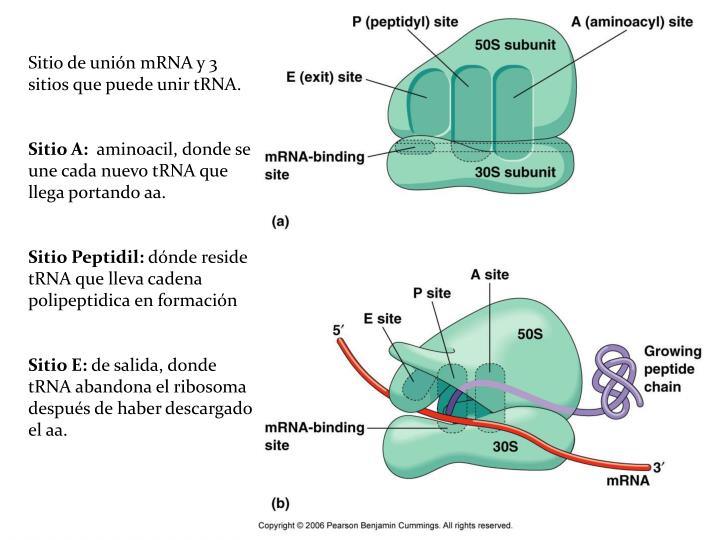 Sitio de unión mRNA y 3
sitios que puede unir tRNA.
Sitio A: aminoacil, donde se
une cada nuevo tRNA que
llega portando aa.
Sitio Peptidil: dónde reside
tRNA que lleva cadena
polipeptidica en formación
Sitio E: de salida, donde
tRNA abandona el ribosoma
después de haber descargado
el aa.
P (peptidyl) site
A (aminoacyl) site
50S subunit
E (exit) site
mRNA-binding
site
30S subunit
(a)
A site
P site
E site
5′
50S
Growing
peptide
chain
mRNA-binding
site
30S
3′
mRNA
(b)
Copyright © 2006 Pearson Benjamin Cummings. All rights reserved.